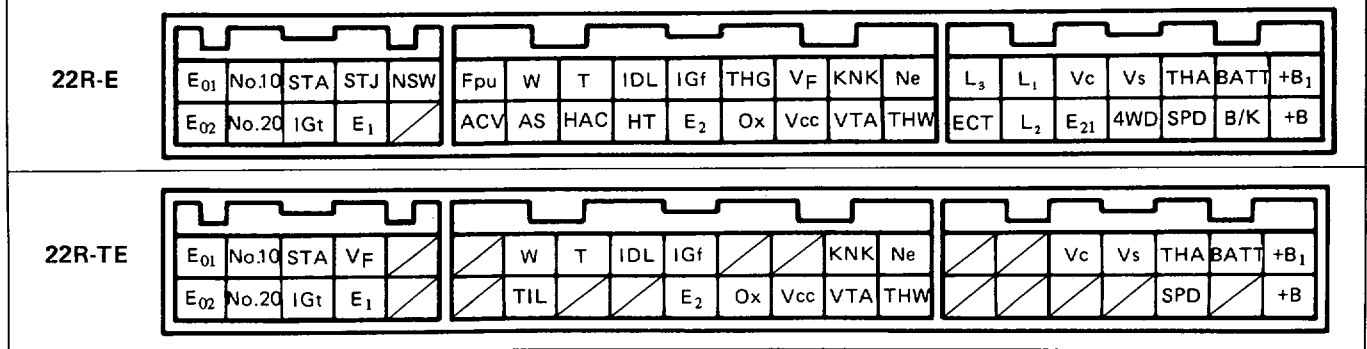 22R-E
E01 No.10 STA STJ NSW Fpu W T IDL IGf THG VF KNK Ne L3 L1 Vc Vs THA BATT +B1
E02 No.20 IGt E1 ACV AS HAC HT E2 Ox Vcc VTA THW ECT L2 E21 4WD SPD B/K +B
22R-TE
E01 No.10 STA VF W T IDL IGf KNK Ne Vc Vs THA BATT +B1
E02 No.20 IGt E1 TIL E2 Ox Vcc VTA THW SPD +B